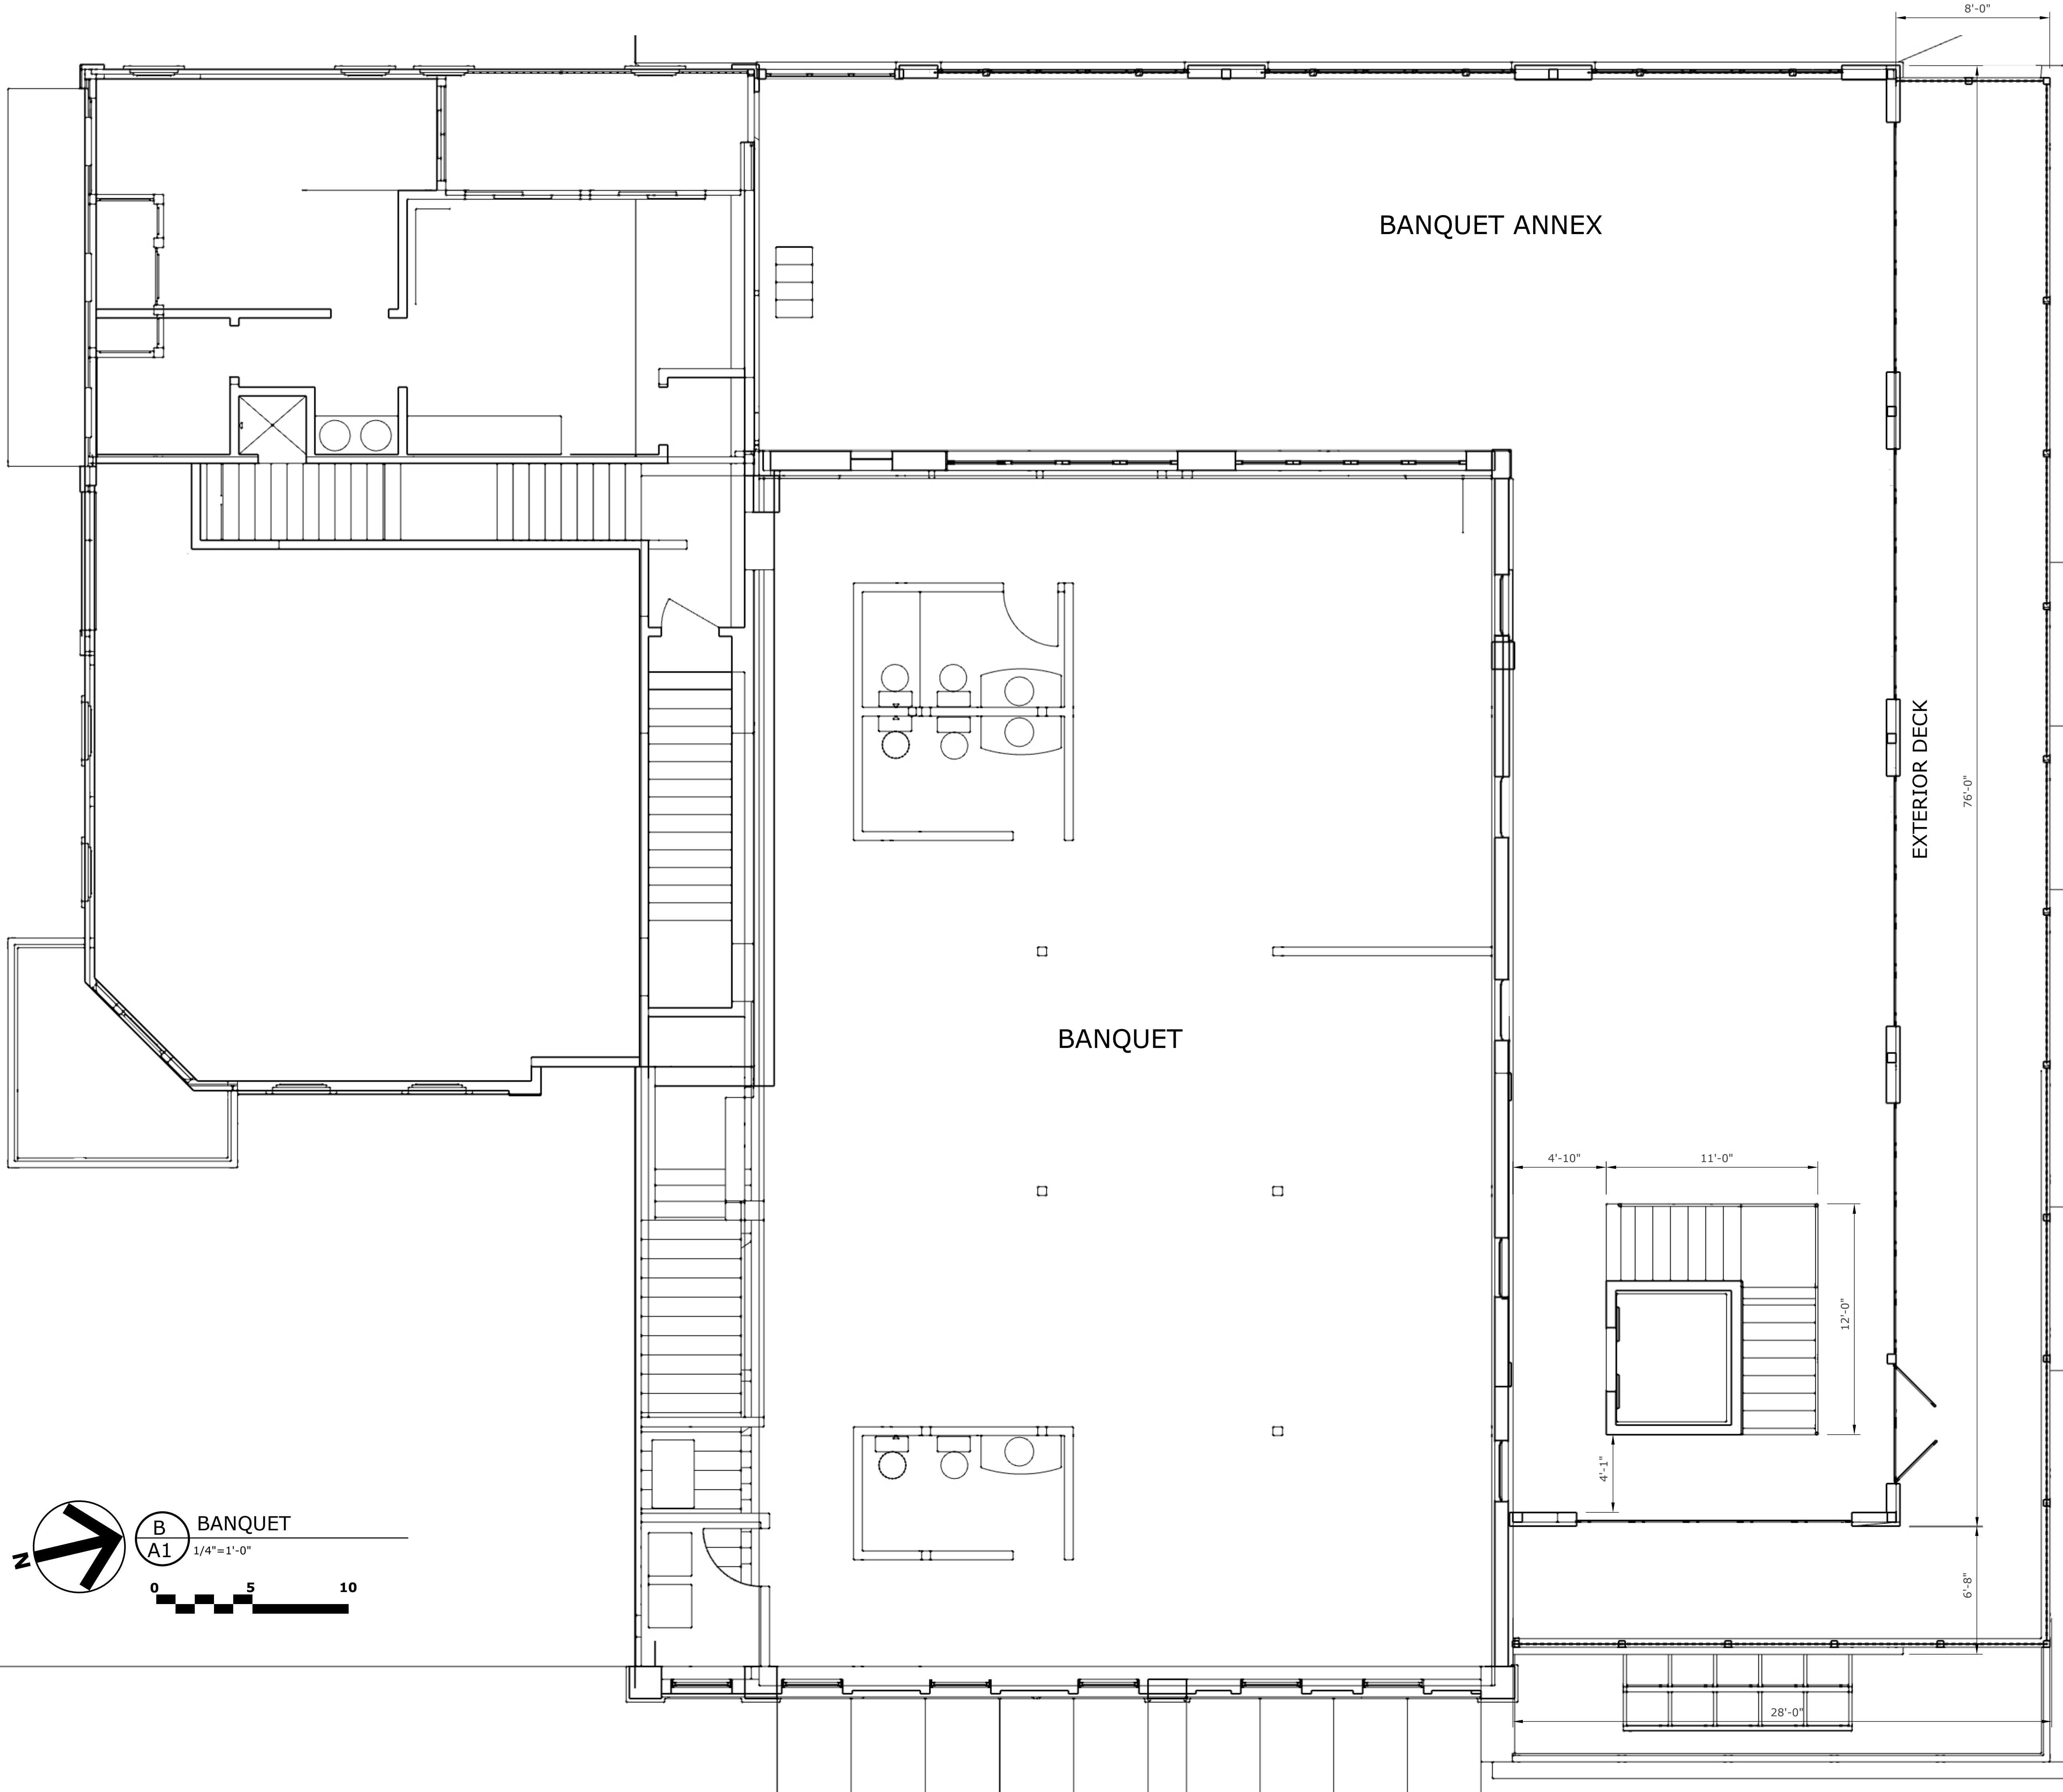 8'-0"
BANQUET ANNEX
EXTERIOR DECK
76'-0"
BANQUET
4'-10"
11'-0"
12'-0"
4'-1"
6'-8"
28'-0"
N
B
A1
BANQUET
1/4"=1'-0"
0 5 10